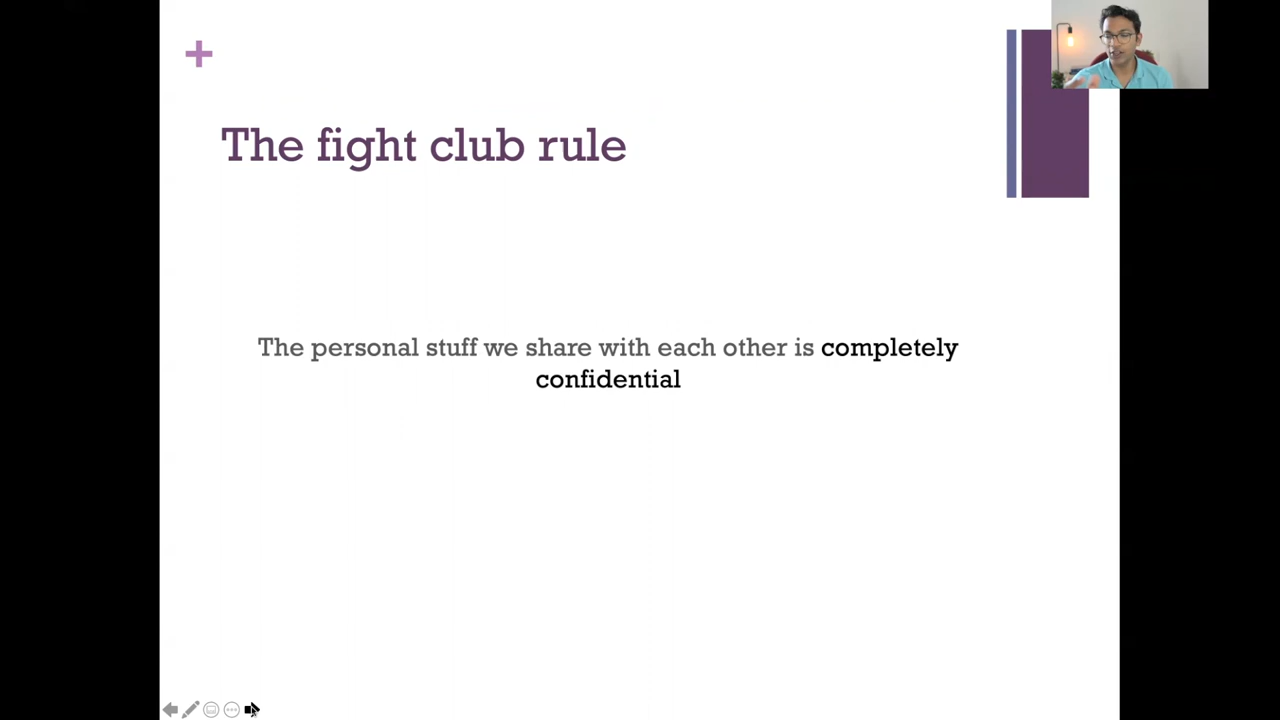 +
The fight club rule
The personal stuff we share with each other is completely
confidential